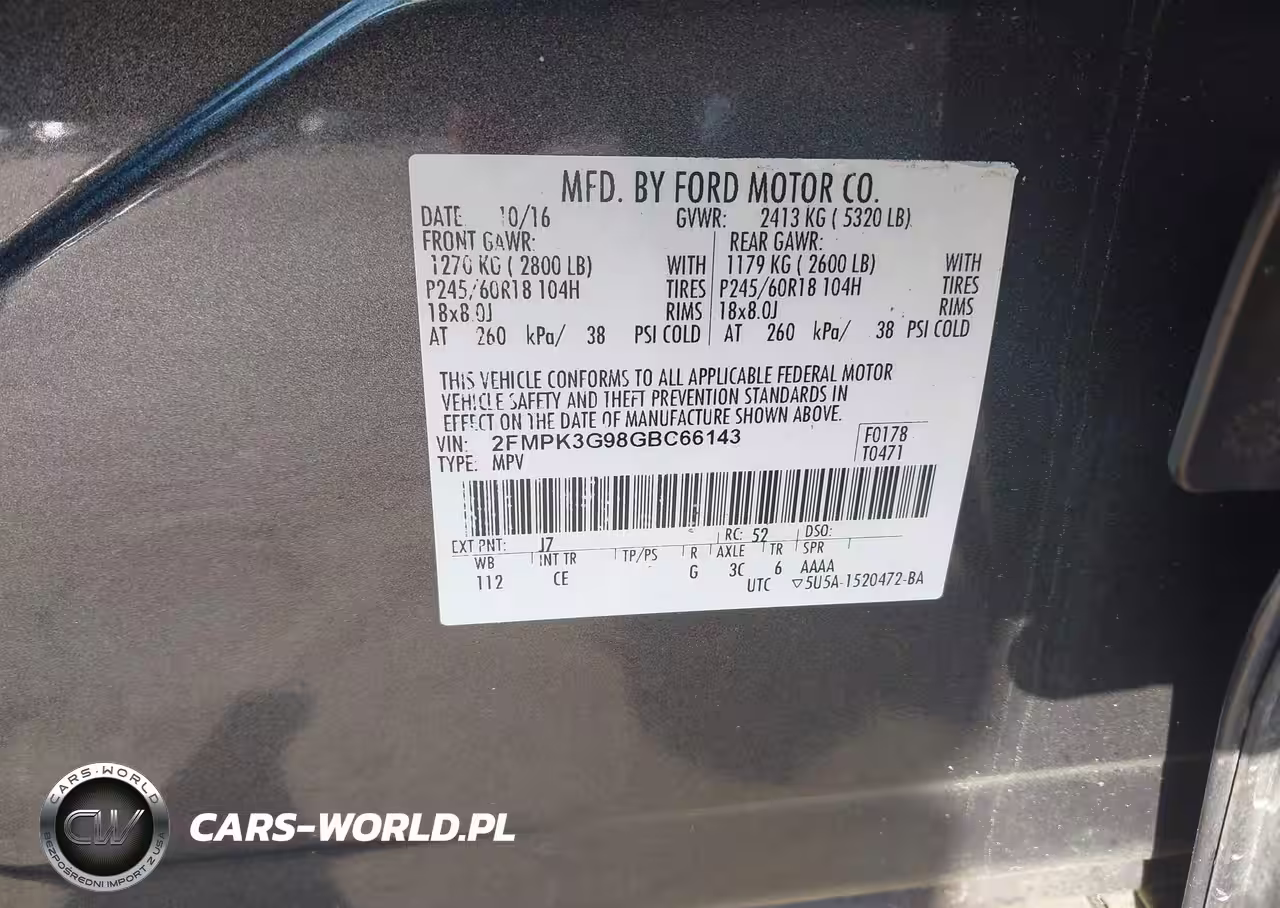 MFD. BY FORD MOTOR CO.
DATE 10/16 GVWR: 2413 KG ( 5320 LB)
FRONT GAWR: REAR GAWR:
1270 KG ( 2800 LB) WITH 1179 KG ( 2600 LB) WITH
P245/60R18 104H TIRES P245/60R18 104H TIRES
18x8.0J RIMS 18x8.0J RIMS
AT 260 kPa/ 38 PSI COLD AT 260 kPa/ 38 PSI COLD
THIS VEHICLE CONFORMS TO ALL APPLICABLE FEDERAL MOTOR
VEHICLE SAFETY AND THEFT PREVENTION STANDARDS IN
EFFECT ON THE DATE OF MANUFACTURE SHOWN ABOVE.
VIN: 2FMPK3G98GBC66143 F0178
TYPE: MPV T0471
EXT PNT: J7 RC: 52 DSO:
WB INT TR TP/PS R AXLE TR SPR
112 CE G 3C 6 AAAA
UTC ▽5U5A-1520472-BA
CARS-WORLD
CW
BEZPOŚREDNI IMPORT Z USA
CARS-WORLD.PL